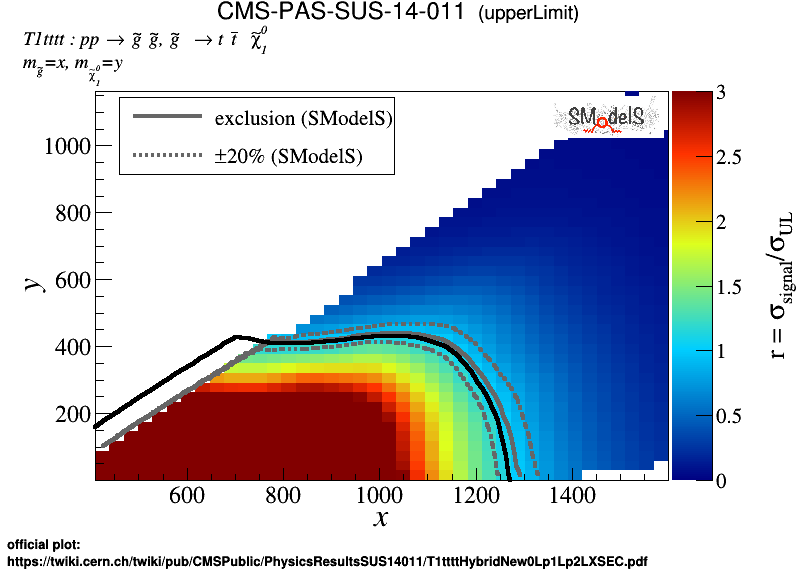 CMS-PAS-SUS-14-011 (upperLimit)
T1tttt : pp → g̃ g̃, g̃ → t t̄ χ̃₁⁰
m_g̃=x, m_χ̃₁⁰=y
exclusion (SModelS)
±20% (SModelS)
SModelS
1000
800
600
400
200
y
600
800
1000
1200
1400
x
3
2.5
2
1.5
1
0.5
0
r = σ_signal/σ_UL
official plot:
https://twiki.cern.ch/twiki/pub/CMSPublic/PhysicsResultsSUS14011/T1ttttHybridNew0Lp1Lp2LXSEC.pdf